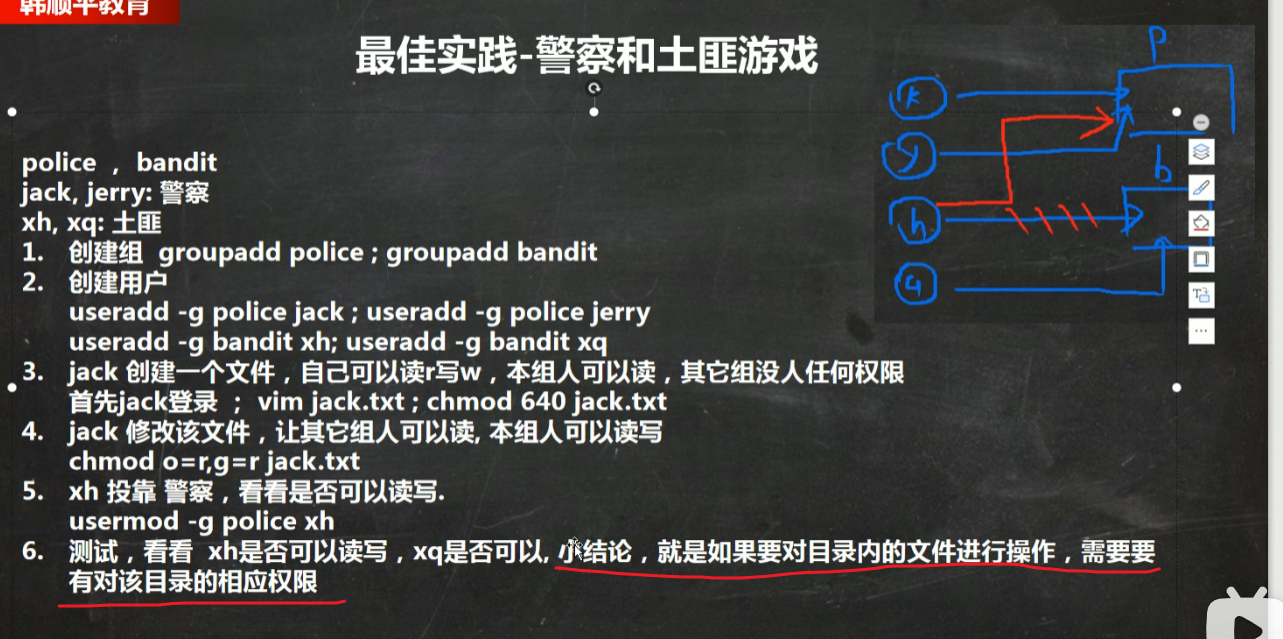 韩顺平教育
最佳实践-警察和土匪游戏
police , bandit
jack, jerry: 警察
xh, xq: 土匪
1. 创建组 groupadd police ; groupadd bandit
2. 创建用户
useradd -g police jack ; useradd -g police jerry
useradd -g bandit xh; useradd -g bandit xq
3. jack 创建一个文件，自己可以读r写w，本组人可以读，其它组没人任何权限
首先jack登录 ； vim jack.txt ; chmod 640 jack.txt
4. jack 修改该文件，让其它组人可以读, 本组人可以读写
chmod o=r,g=r jack.txt
5. xh 投靠 警察，看看是否可以读写.
usermod -g police xh
6. 测试，看看 xh是否可以读写，xq是否可以, 小结论，就是如果要对目录内的文件进行操作，需要要
有对该目录的相应权限
P
k
y
b
h